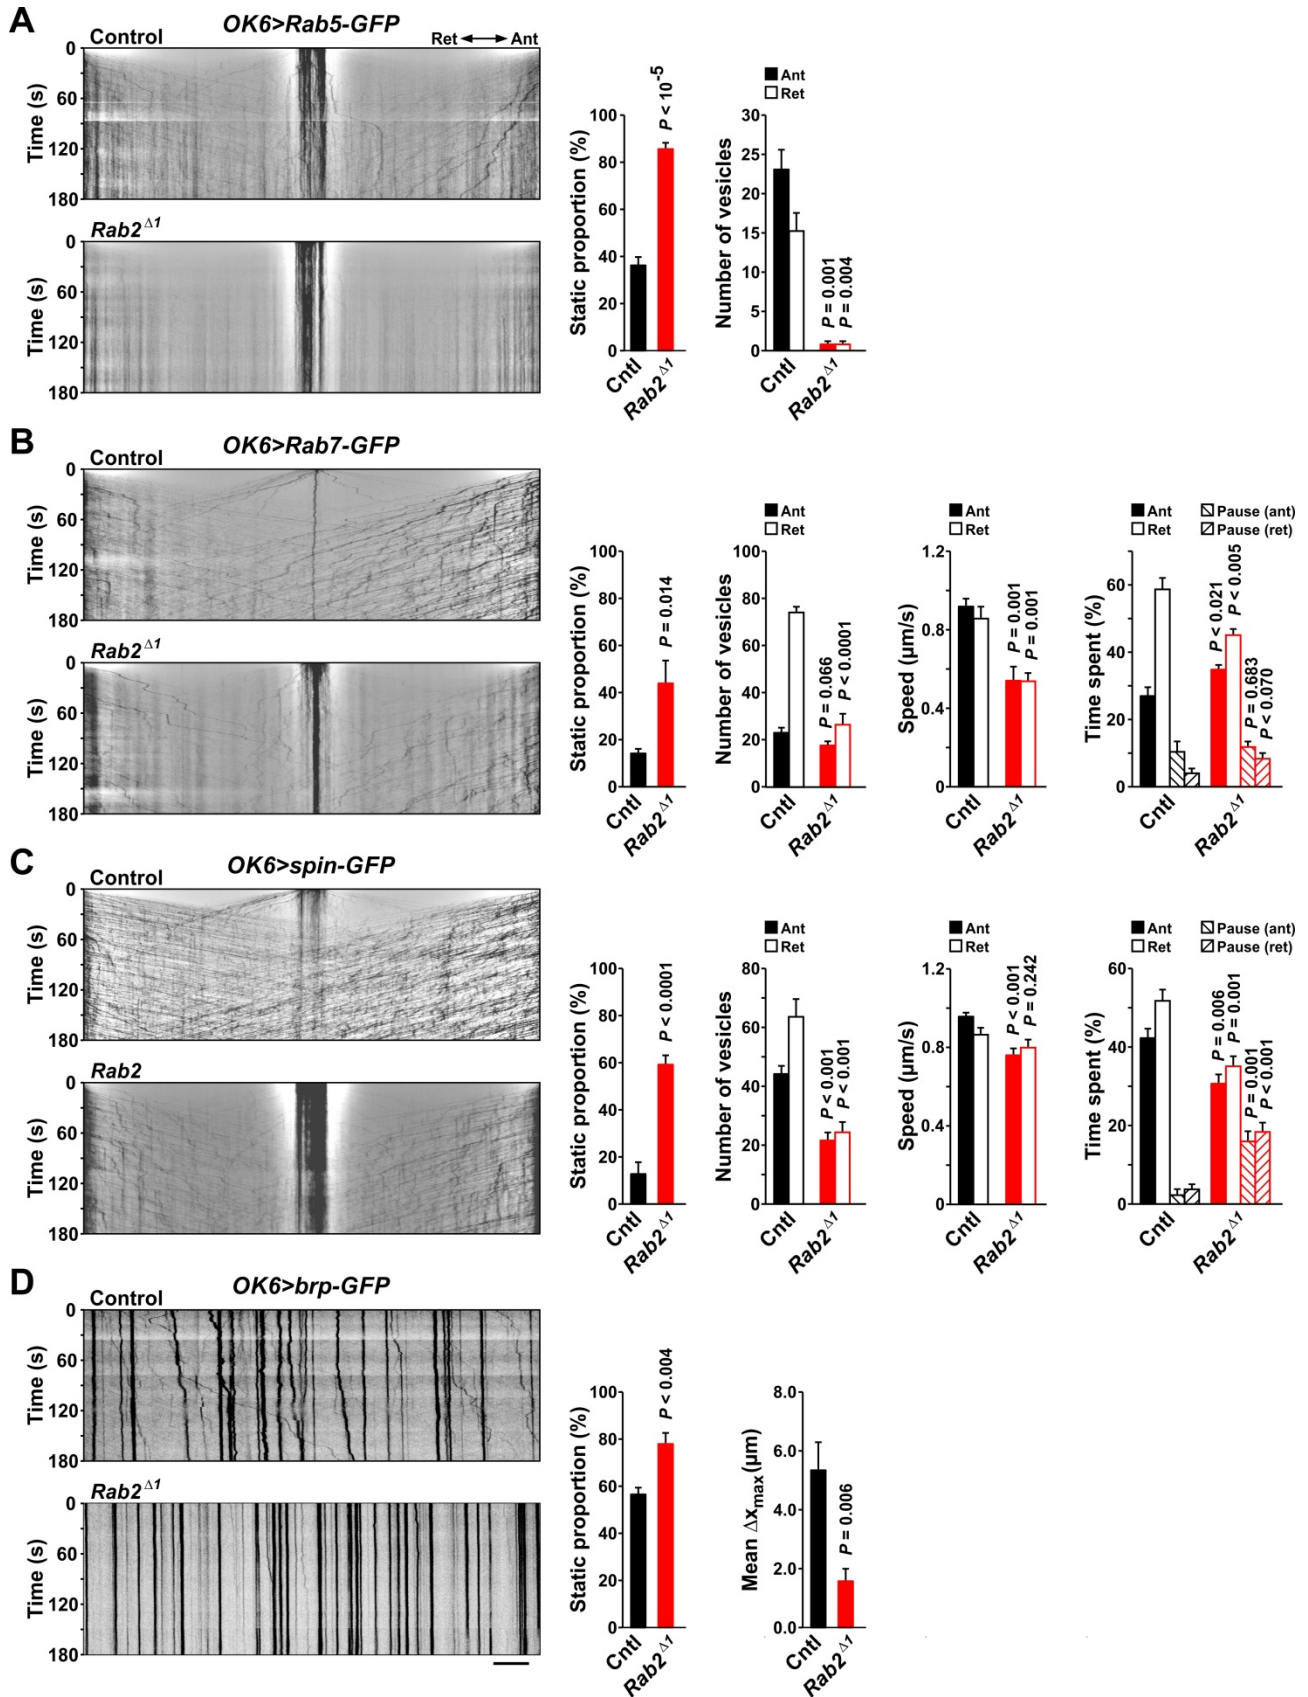 A
OK6>Rab5-GFP
Control
Ret Ant
0
60
120
180
Time (s)
Rab2Δ1
0
60
120
180
Time (s)
100
80
60
40
20
0
Static proportion (%)
P < 10-5
Cntl
Rab2Δ1
Ant
Ret
30
25
20
15
10
5
0
Number of vesicles
P = 0.001
P = 0.004
Cntl
Rab2Δ1
B
OK6>Rab7-GFP
Control
0
60
120
180
Time (s)
Rab2Δ1
0
60
120
180
Time (s)
100
80
60
40
20
0
Static proportion (%)
P = 0.014
Cntl
Rab2Δ1
Ant
Ret
100
80
60
40
20
0
Number of vesicles
P = 0.066
P < 0.0001
Cntl
Rab2Δ1
Ant
Ret
1.2
0.8
0.4
0
Speed (µm/s)
P = 0.001
P = 0.001
Cntl
Rab2Δ1
Ant
Ret
Pause (ant)
Pause (ret)
60
40
20
0
Time spent (%)
P < 0.021
P < 0.005
P = 0.683
P < 0.070
Cntl
Rab2Δ1
C
OK6>spin-GFP
Control
0
60
120
180
Time (s)
Rab2
0
60
120
180
Time (s)
100
80
60
40
20
0
Static proportion (%)
P < 0.0001
Cntl
Rab2Δ1
Ant
Ret
80
60
40
20
0
Number of vesicles
P < 0.001
P < 0.001
Cntl
Rab2Δ1
Ant
Ret
1.2
0.8
0.4
0
Speed (µm/s)
P < 0.001
P = 0.242
Cntl
Rab2Δ1
Ant
Ret
Pause (ant)
Pause (ret)
60
40
20
0
Time spent (%)
P = 0.006
P = 0.001
P = 0.001
P < 0.001
Cntl
Rab2Δ1
D
OK6>brp-GFP
Control
0
60
120
180
Time (s)
Rab2Δ1
0
60
120
180
Time (s)
100
80
60
40
20
0
Static proportion (%)
P < 0.004
Cntl
Rab2Δ1
8.0
6.0
4.0
2.0
0.0
Mean Δxmax (µm)
P = 0.006
Cntl
Rab2Δ1